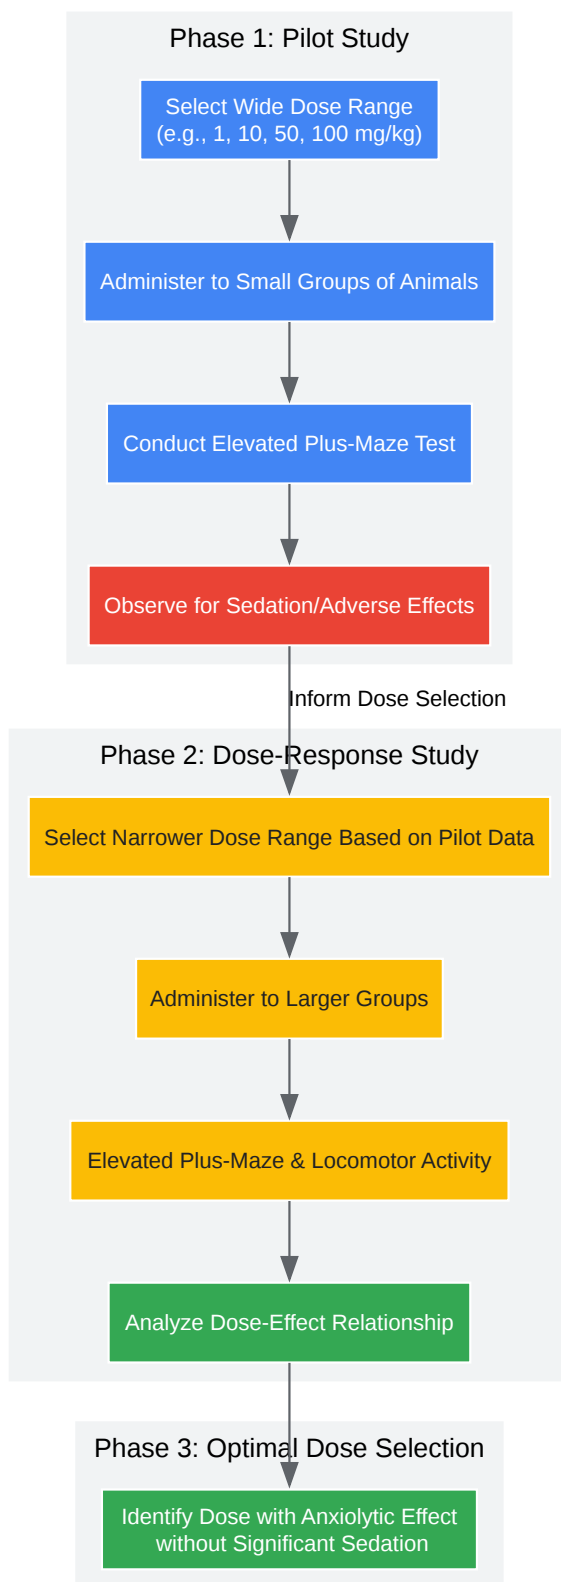 Phase 1: Pilot Study
Select Wide Dose Range
(e.g., 1, 10, 50, 100 mg/kg)
Administer to Small Groups of Animals
Conduct Elevated Plus-Maze Test
Observe for Sedation/Adverse Effects
Inform Dose Selection
Phase 2: Dose-Response Study
Select Narrower Dose Range Based on Pilot Data
Administer to Larger Groups
Elevated Plus-Maze & Locomotor Activity
Analyze Dose-Effect Relationship
Phase 3: Optimal Dose Selection
Identify Dose with Anxiolytic Effect
without Significant Sedation